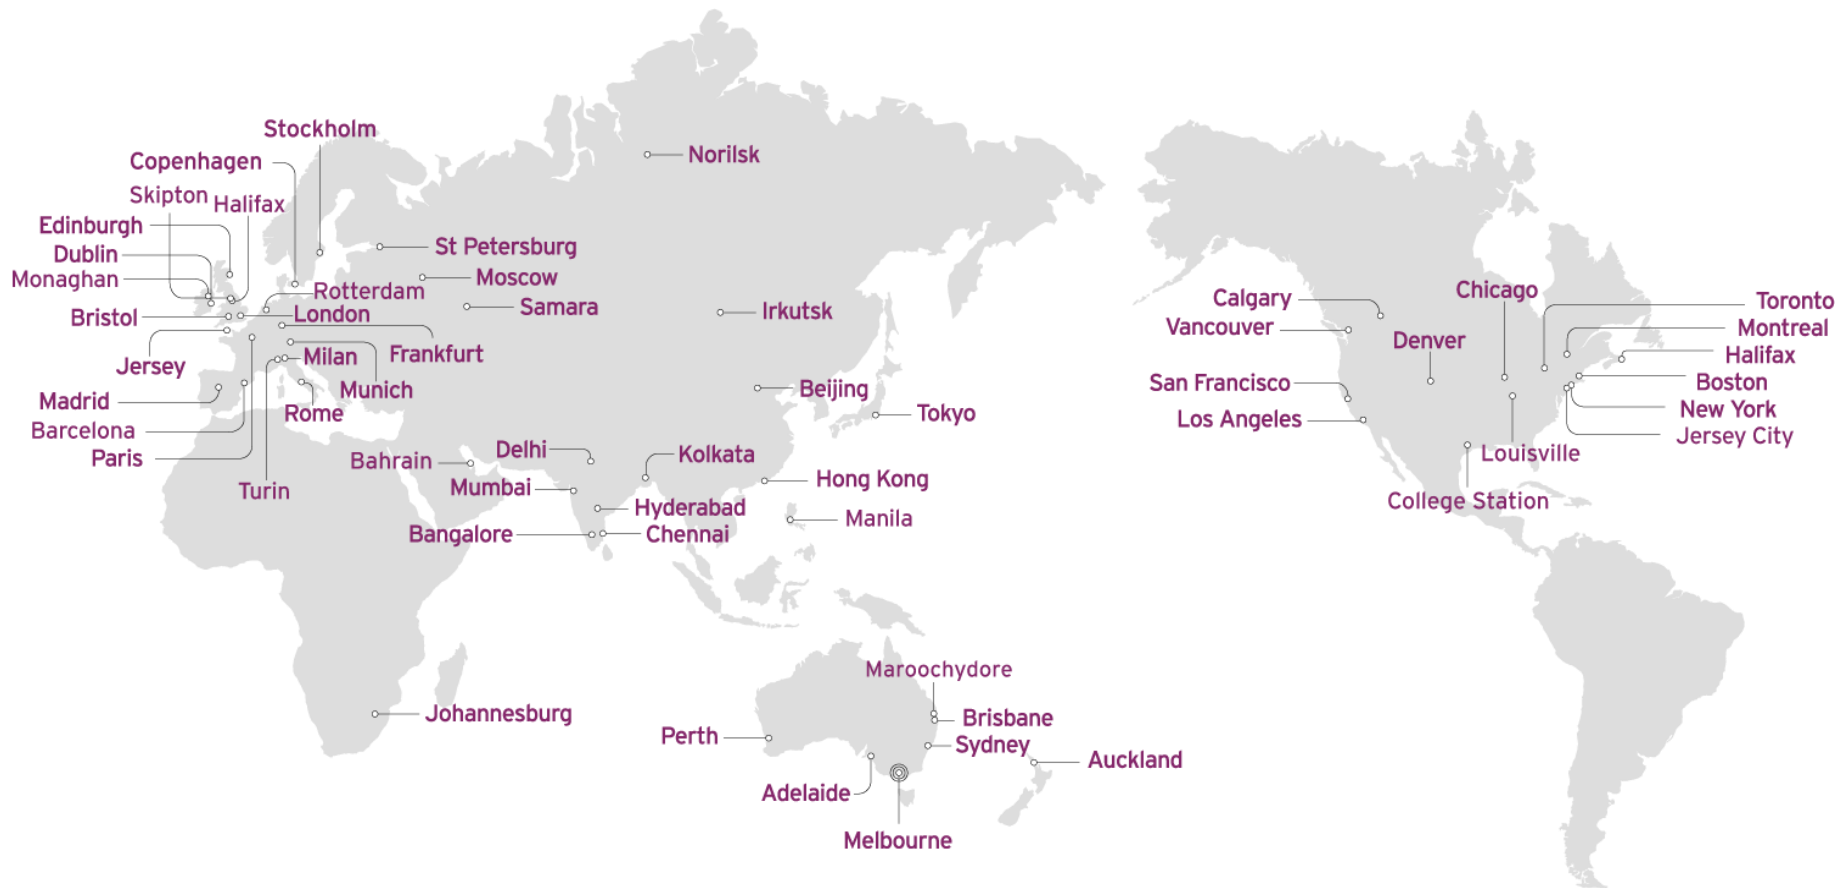 Stockholm
Copenhagen
Norilsk
Skipton
Halifax
Edinburgh
St Petersburg
Dublin
Moscow
Monaghan
Rotterdam
Samara
London
Bristol
Irkutsk
Frankfurt
Milan
Jersey
Munich
Beijing
Madrid
Rome
Tokyo
Barcelona
Paris
Delhi
Kolkata
Bahrain
Turin
Mumbai
Hong Kong
Hyderabad
Manila
Bangalore
Chennai
Maroochydore
Johannesburg
Brisbane
Perth
Sydney
Auckland
Adelaide
Melbourne
Calgary
Chicago
Toronto
Vancouver
Montreal
Denver
Halifax
San Francisco
Boston
New York
Los Angeles
Jersey City
Louisville
College Station